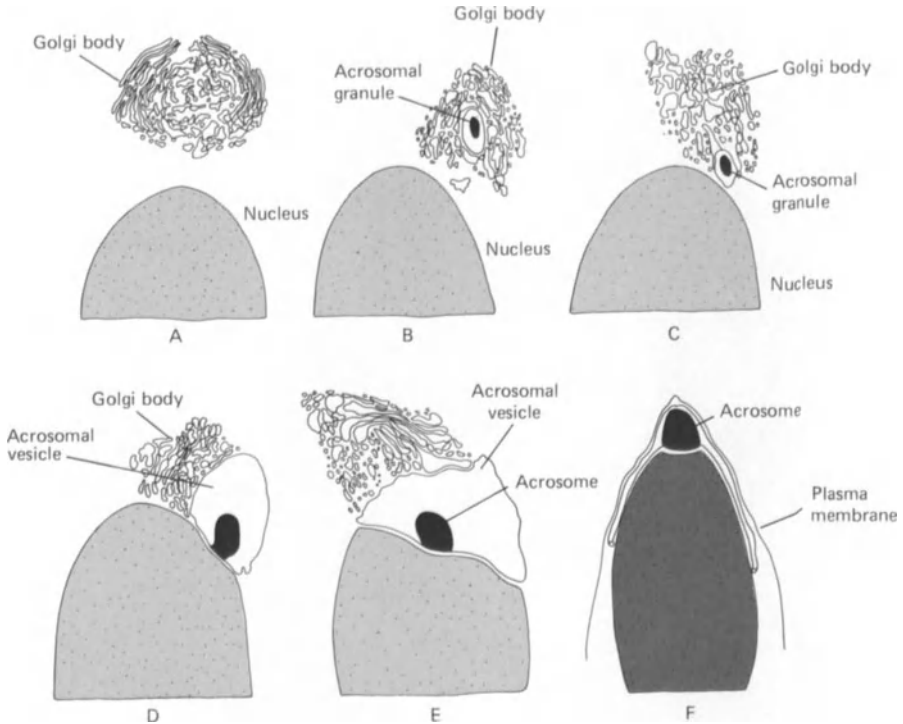 Golgi body
Nucleus
A
Golgi body
Acrosomal
granule
Nucleus
B
Golgi body
Acrosomal
granule
Nucleus
C
Golgi body
Acrosomal
vesicle
D
Acrosomal
vesicle
Acrosome
E
Acrosome
Plasma
membrane
F